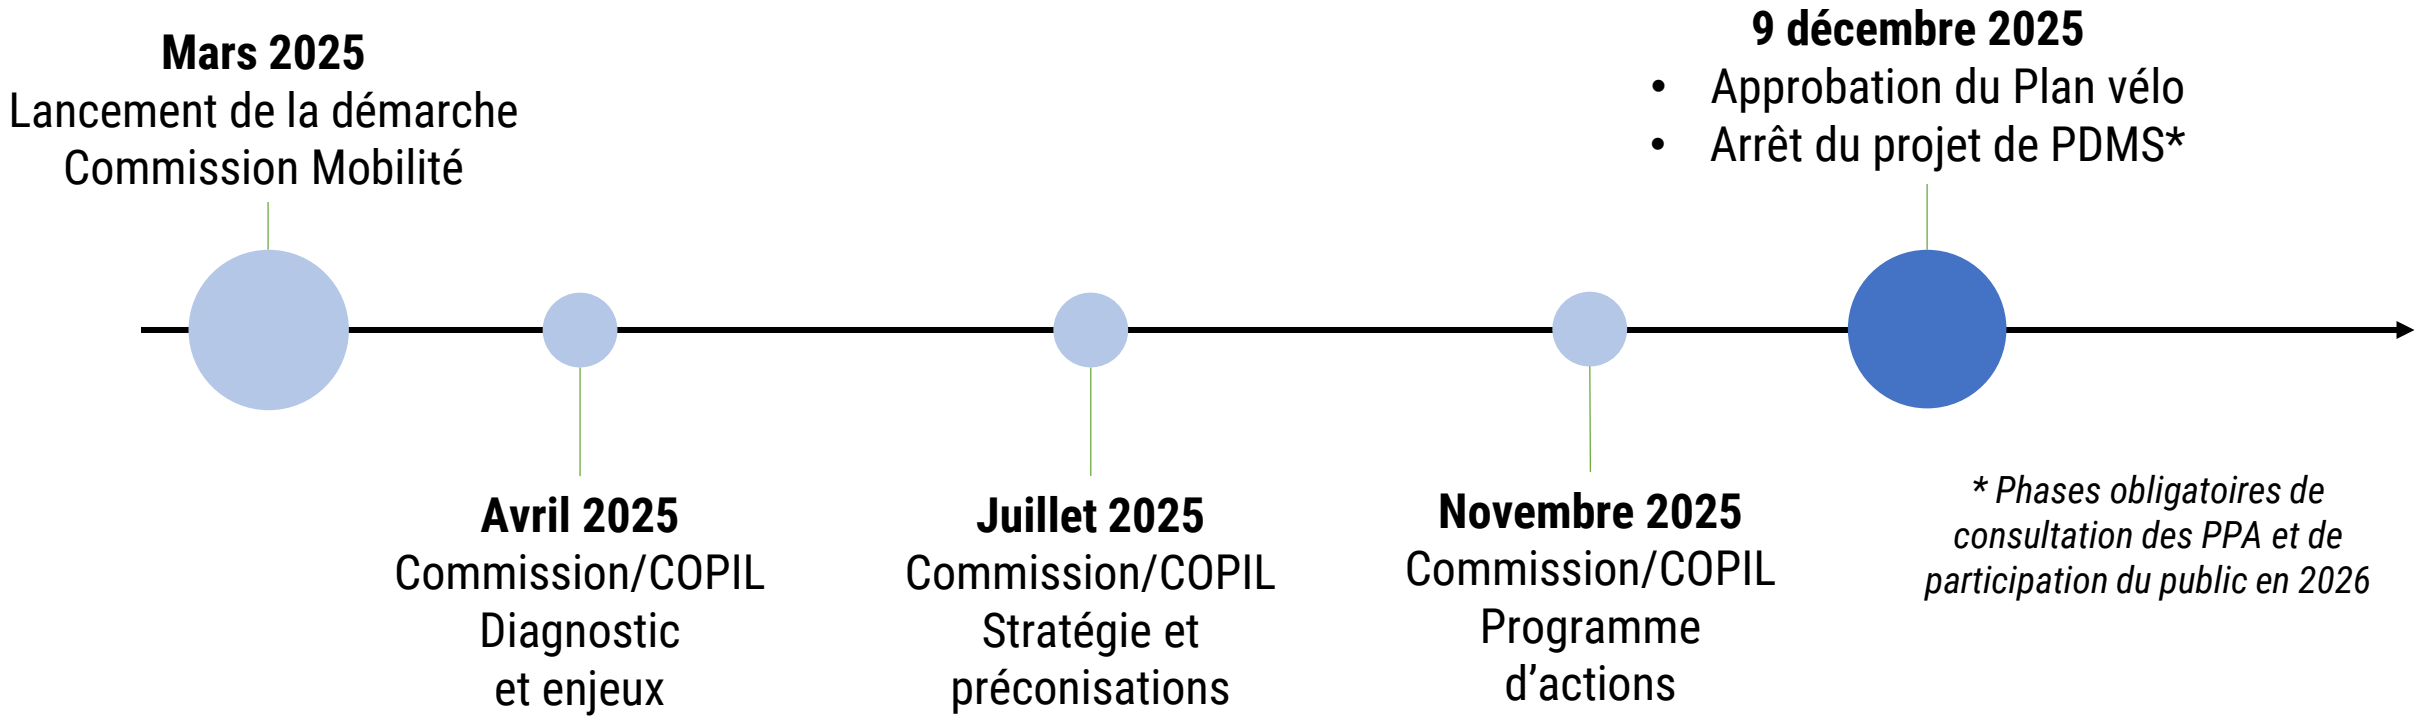 Mars 2025
Lancement de la démarche
Commission Mobilité
9 décembre 2025
• Approbation du Plan vélo
• Arrêt du projet de PDMS*
Avril 2025
Commission/COPIL
Diagnostic
et enjeux
Juillet 2025
Commission/COPIL
Stratégie et
préconisations
Novembre 2025
Commission/COPIL
Programme
d’actions
* Phases obligatoires de
consultation des PPA et de
participation du public en 2026